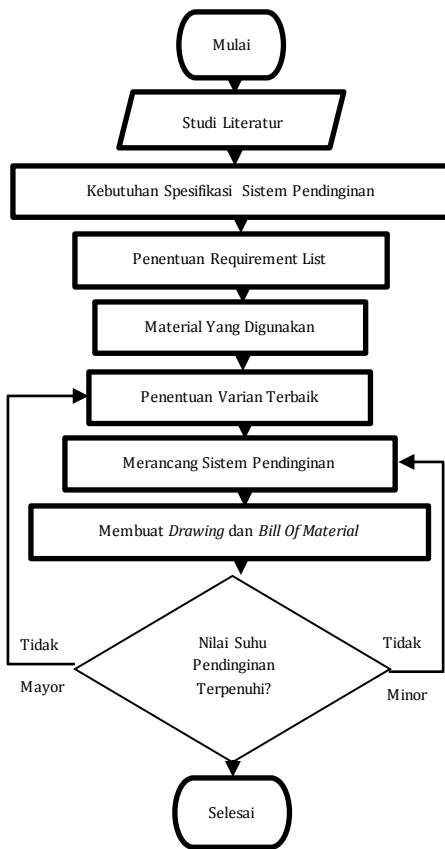 Mulai
Studi Literatur
Kebutuhan Spesifikasi Sistem Pendinginan
Penentuan Requirement List
Material Yang Digunakan
Penentuan Varian Terbaik
Merancang Sistem Pendinginan
Membuat Drawing dan Bill Of Material
Nilai Suhu
Pendinginan
Terpenuhi?
Tidak
Mayor
Tidak
Minor
Selesai